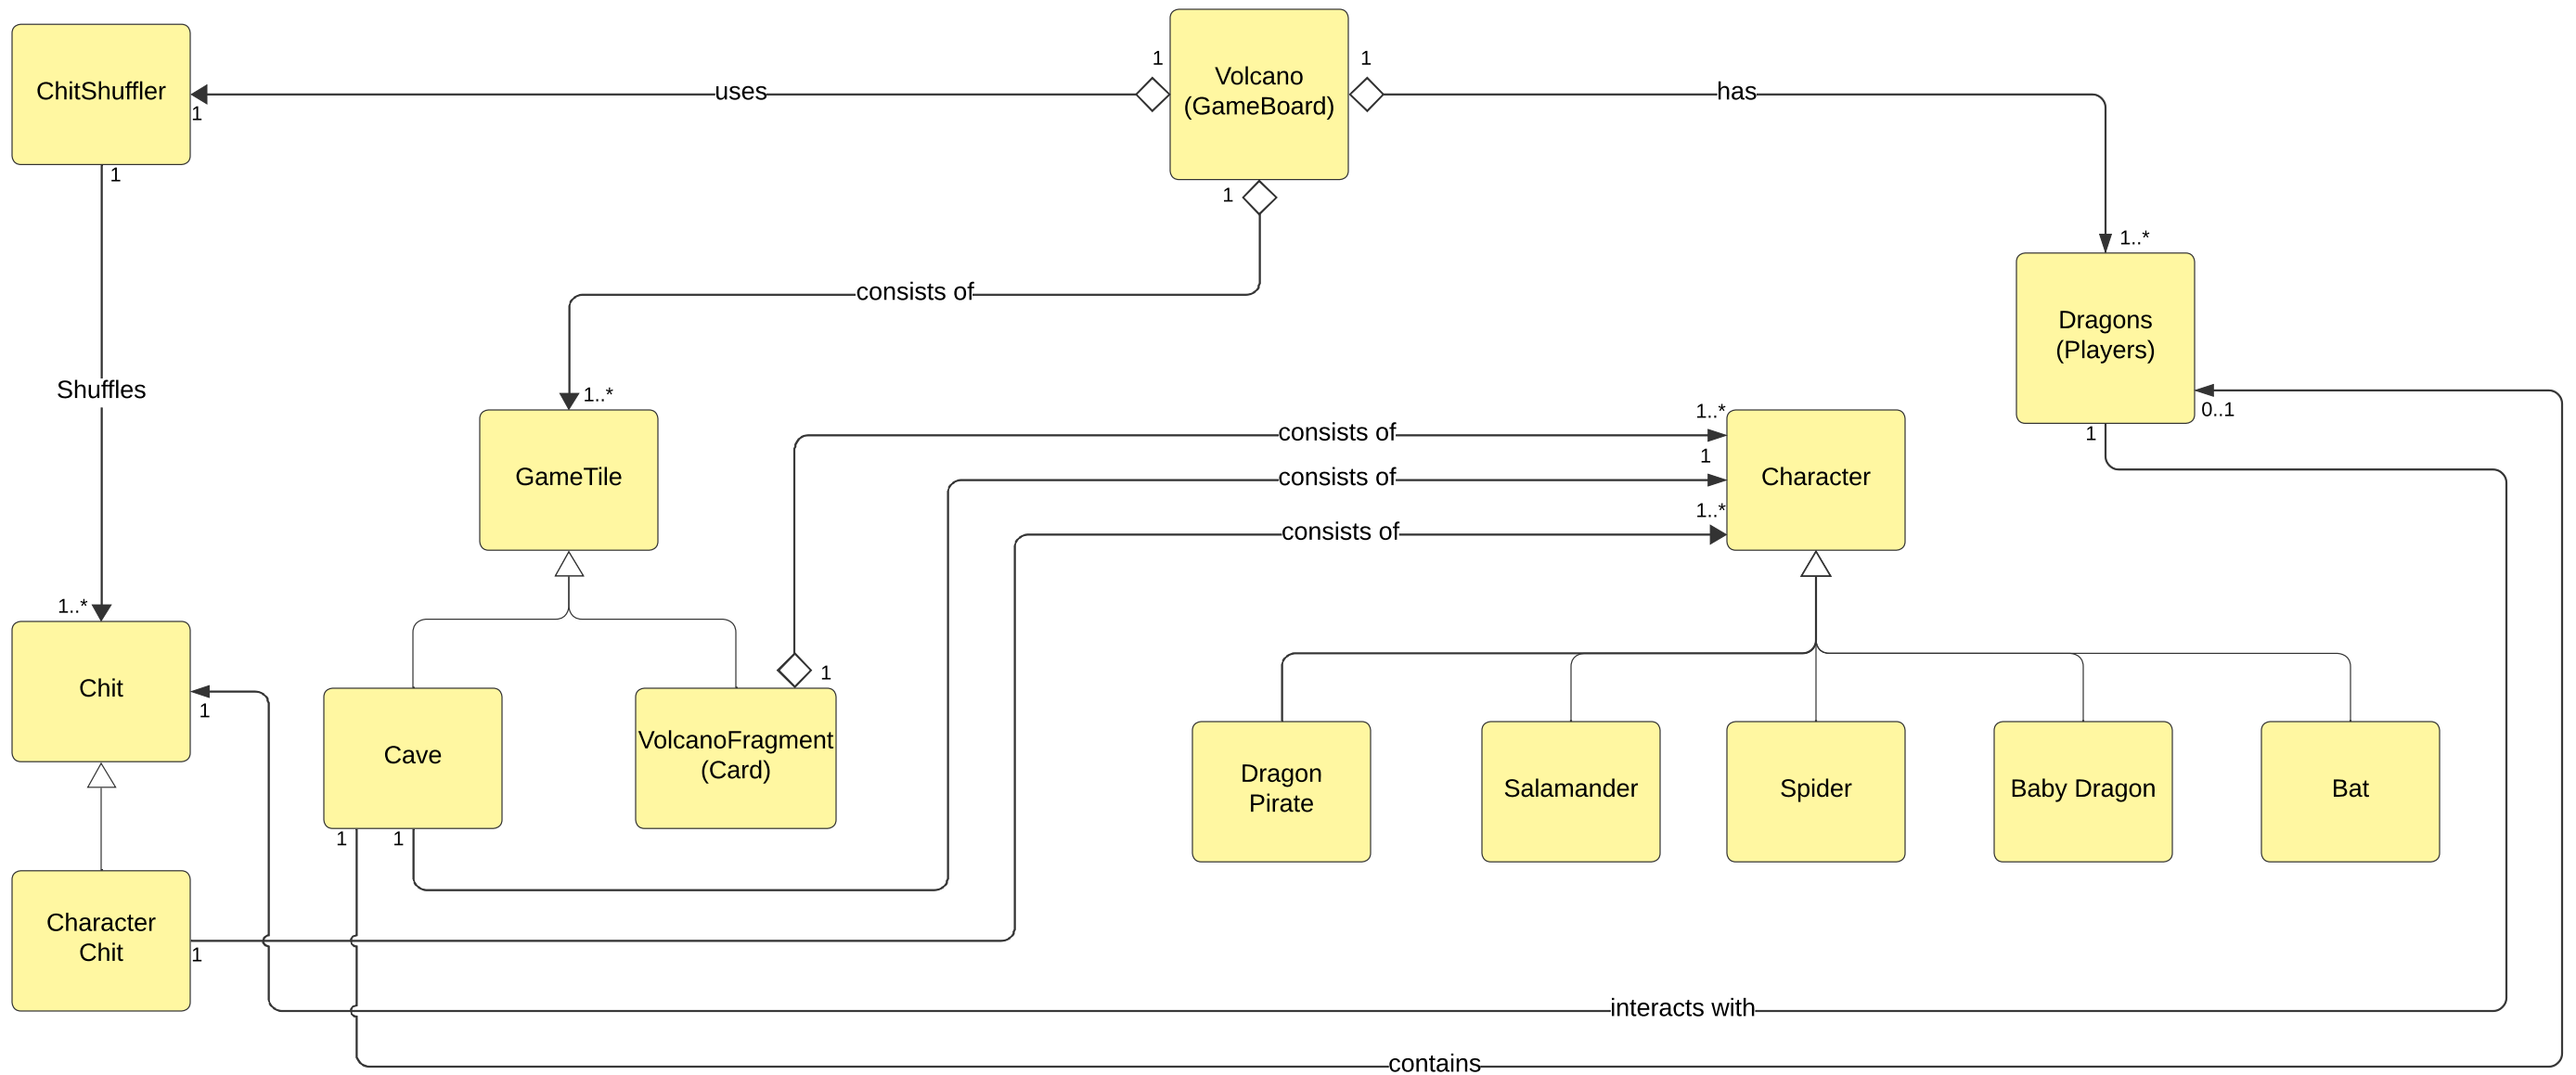 1
1
Volcano
(GameBoard)
ChitShuffler
uses
has
1
1
1
1..*
consists of
Dragons
(Players)
Shuffles
1..*
1..*
0..1
consists of
1
1
GameTile
consists of
Character
1..*
consists of
1..*
1
Chit
1
VolcanoFragment
(Card)
Cave
Dragon
Pirate
Salamander
Spider
Baby Dragon
Bat
1
1
Character
Chit
1
interacts with
contains